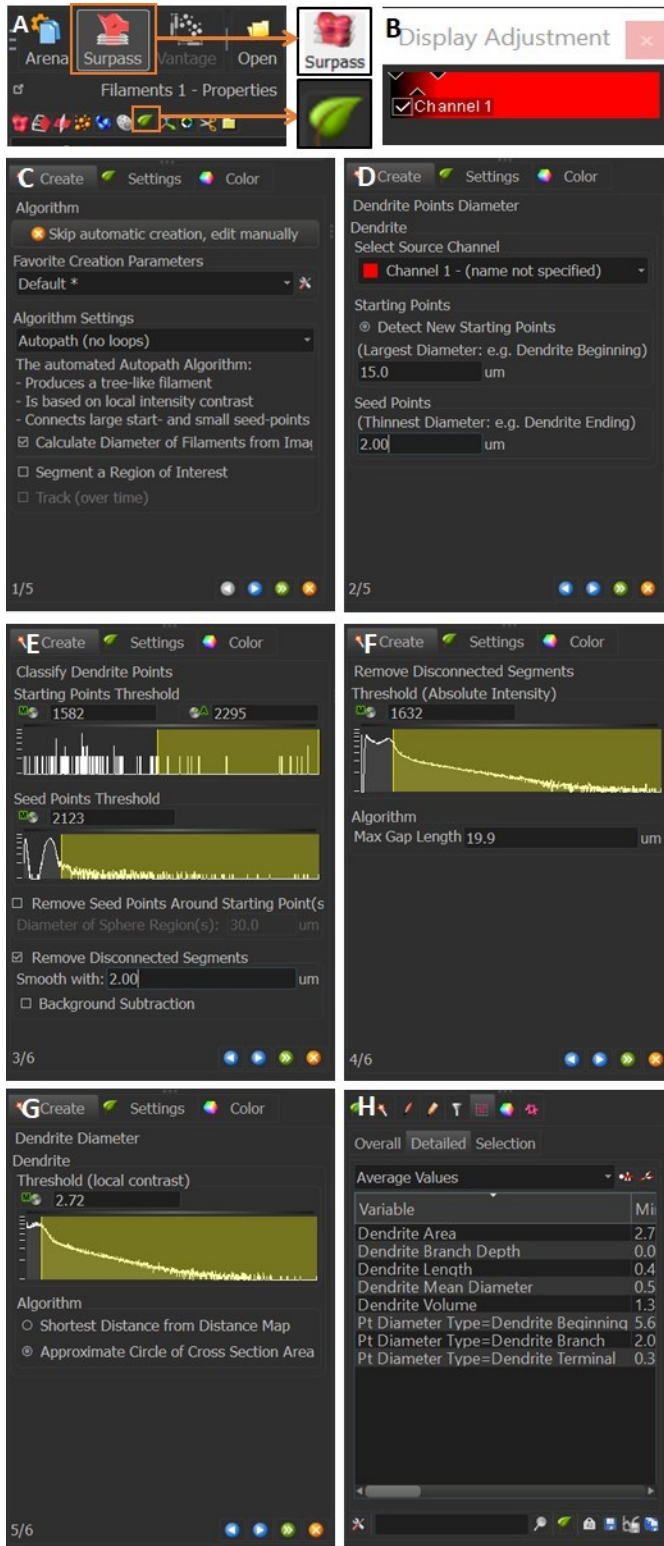 A
Arena Surpass Vantage Open
Surpass
Filaments 1 - Properties
B
Display Adjustment ×
Channel 1
C Create Settings Color
Algorithm
Skip automatic creation, edit manually
Favorite Creation Parameters
Default *
Algorithm Settings
Autopath (no loops)
The automated Autopath Algorithm:
- Produces a tree-like filament
- Is based on local intensity contrast
- Connects large start- and small seed-points
Calculate Diameter of Filaments from Imag
Segment a Region of Interest
Track (over time)
1/5
D Create Settings Color
Dendrite Points Diameter
Dendrite
Select Source Channel
Channel 1 - (name not specified)
Starting Points
Detect New Starting Points
(Largest Diameter: e.g. Dendrite Beginning)
15.0 um
Seed Points
(Thinnest Diameter: e.g. Dendrite Ending)
2.00 um
2/5
E Create Settings Color
Classify Dendrite Points
Starting Points Threshold
M 1582 A 2295
Seed Points Threshold
M 2123
Remove Seed Points Around Starting Point(s
Diameter of Sphere Region(s): 30.0 um
Remove Disconnected Segments
Smooth with: 2.00 um
Background Subtraction
3/6
F Create Settings Color
Remove Disconnected Segments
Threshold (Absolute Intensity)
M 1632
Algorithm
Max Gap Length 19.9 um
4/6
G Create Settings Color
Dendrite Diameter
Dendrite
Threshold (local contrast)
M 2.72
Algorithm
Shortest Distance from Distance Map
Approximate Circle of Cross Section Area
5/6
H
Overall Detailed Selection
Average Values
Variable Mi
Dendrite Area 2.7
Dendrite Branch Depth 0.0
Dendrite Length 0.4
Dendrite Mean Diameter 0.5
Dendrite Volume 1.3
Pt Diameter Type=Dendrite Beginning 5.6
Pt Diameter Type=Dendrite Branch 2.0
Pt Diameter Type=Dendrite Terminal 0.3